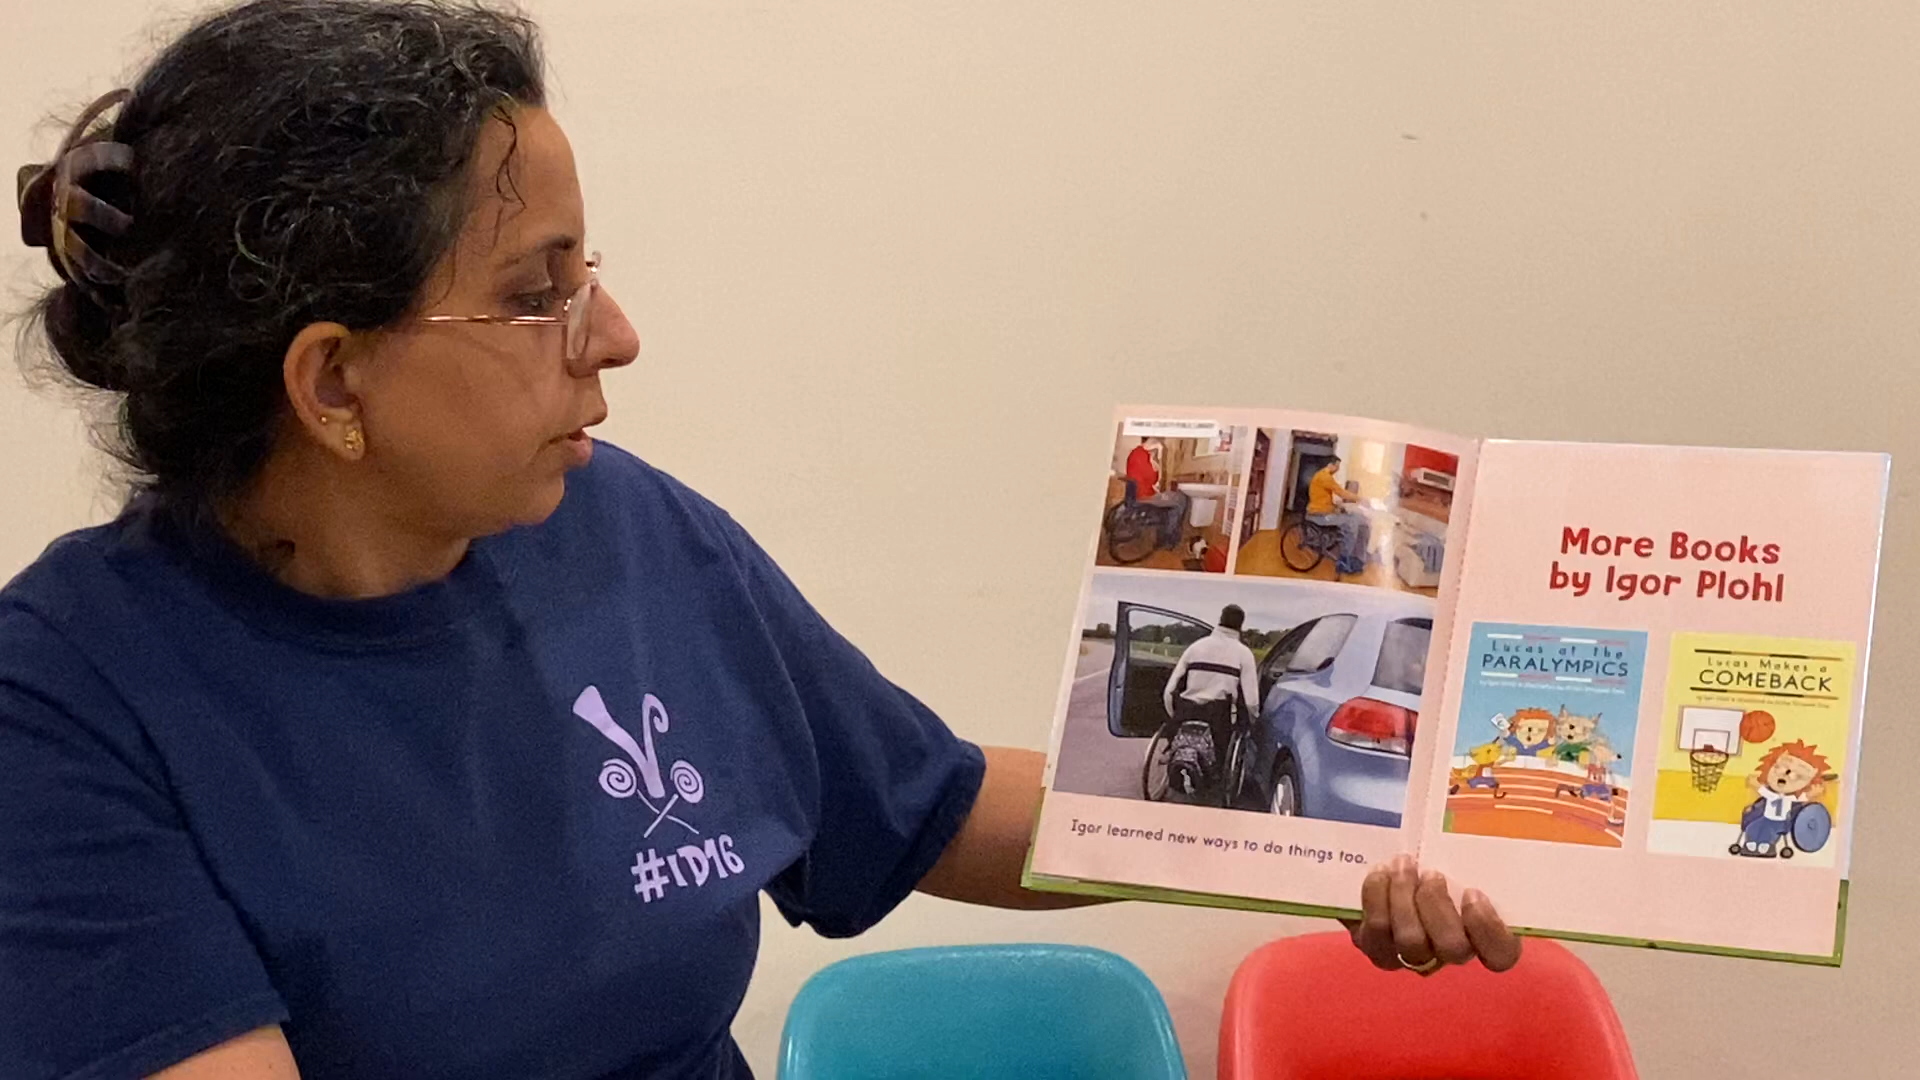 #ID16
Igor learned new ways to do things too.
More Books
by Igor Plohl
Lucas at the
PARALYMPICS
Lucas Makes a
COMEBACK
1